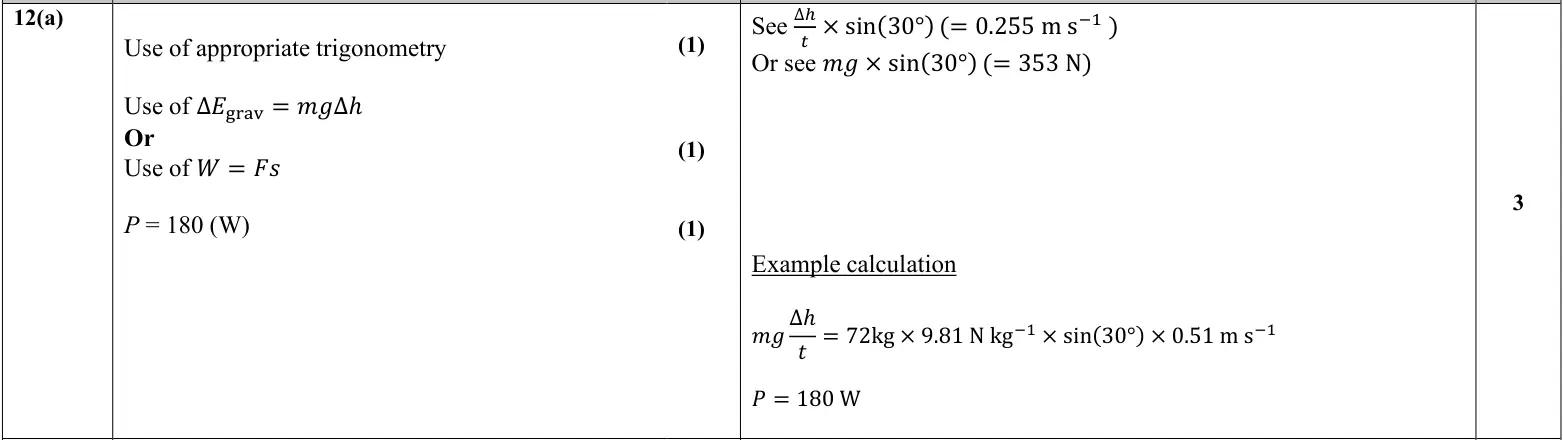 12(a)
Use of appropriate trigonometry (1)
Use of ΔE_grav = mgΔh
Or
Use of W = Fs (1)
P = 180 (W) (1)
See Δh/t × sin(30°) (= 0.255 m s⁻¹ )
Or see mg × sin(30°) (= 353 N)
Example calculation
mg Δh/t = 72kg × 9.81 N kg⁻¹ × sin(30°) × 0.51 m s⁻¹
P = 180 W
3